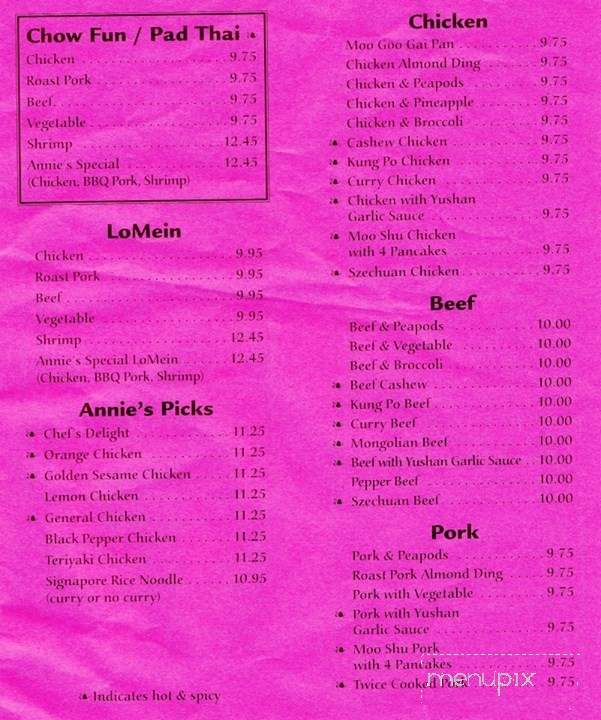 Chow Fun / Pad Thai
Chicken 9.75
Roast Pork 9.75
Beef 9.75
Vegetable 9.75
Shrimp 12.45
Annie's Special 12.45
(Chicken, BBQ Pork, Shrimp)
LoMein
Chicken 9.95
Roast Pork 9.95
Beef 9.95
Vegetable 9.95
Shrimp 12.45
Annie's Special LoMein 12.45
(Chicken, BBQ Pork, Shrimp)
Annie's Picks
Chef's Delight 11.25
Orange Chicken 11.25
Golden Sesame Chicken 11.25
Lemon Chicken 11.25
General Chicken 11.25
Black Pepper Chicken 11.25
Teriyaki Chicken 11.25
Signapore Rice Noodle 10.95
(curry or no curry)
Indicates hot & spicy
Chicken
Moo Goo Gai Pan 9.75
Chicken Almond Ding 9.75
Chicken & Peapods 9.75
Chicken & Pineapple 9.75
Chicken & Broccoli 9.75
Cashew Chicken 9.75
Kung Po Chicken 9.75
Curry Chicken 9.75
Chicken with Yushan
Garlic Sauce 9.75
Moo Shu Chicken
with 4 Pancakes 9.75
Szechuan Chicken 9.75
Beef
Beef & Peapods 10.00
Beef & Vegetable 10.00
Beef & Broccoli 10.00
Beef Cashew 10.00
Kung Po Beef 10.00
Curry Beef 10.00
Mongolian Beef 10.00
Beef with Yushan Garlic Sauce 10.00
Pepper Beef 10.00
Szechuan Beef 10.00
Pork
Pork & Peapods 9.75
Roast Pork Almond Ding 9.75
Pork with Vegetable 9.75
Pork with Yushan
Garlic Sauce 9.75
Moo Shu Pork
with 4 Pancakes 9.75
Twice Cooked Pork 9.75
menupix